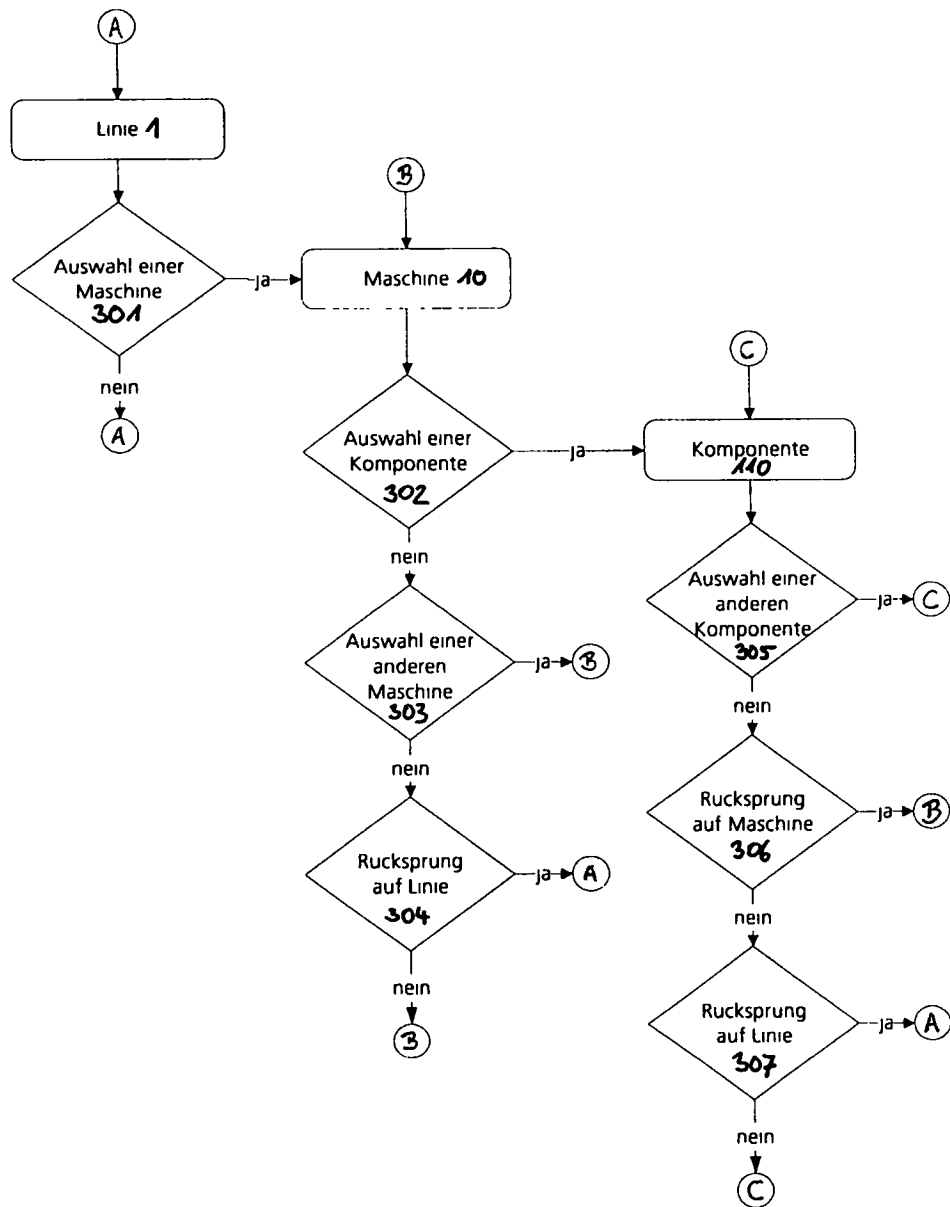 A
Linie 1
Auswahl einer
Maschine
301
ja
nein
A
B
Maschine 10
Auswahl einer
Komponente
302
ja
nein
Auswahl einer
anderen
Maschine
303
ja
B
nein
Rucksprung
auf Linie
304
ja
A
nein
B
C
Komponente
110
Auswahl einer
anderen
Komponente
305
ja
C
nein
Rucksprung
auf Maschine
306
ja
B
nein
Rucksprung
auf Linie
307
ja
A
nein
C